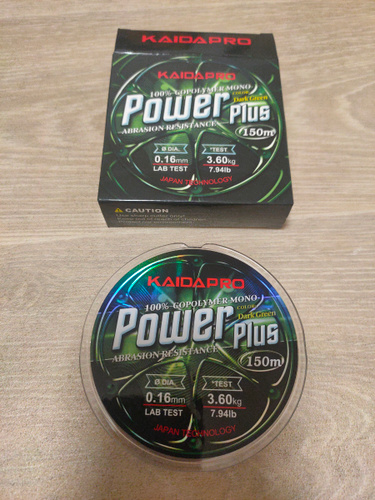 KAIDAPRO
KAIDAPRO
100% COPOLYMER MONO
COLOR
Dark Green
Power Plus
ABRASION RESISTANCE
150m
Ø DIA. *TEST
0.16mm 3.60kg
LAB TEST 7.94lb
JAPAN TECHNOLOGY
CAUTION
KAIDAPRO
100% COPOLYMER MONO
COLOR
Dark Green
Power Plus
ABRASION RESISTANCE
150m
Ø DIA. *TEST
0.16mm 3.60kg
LAB TEST 7.94lb
JAPAN TECHNOLOGY